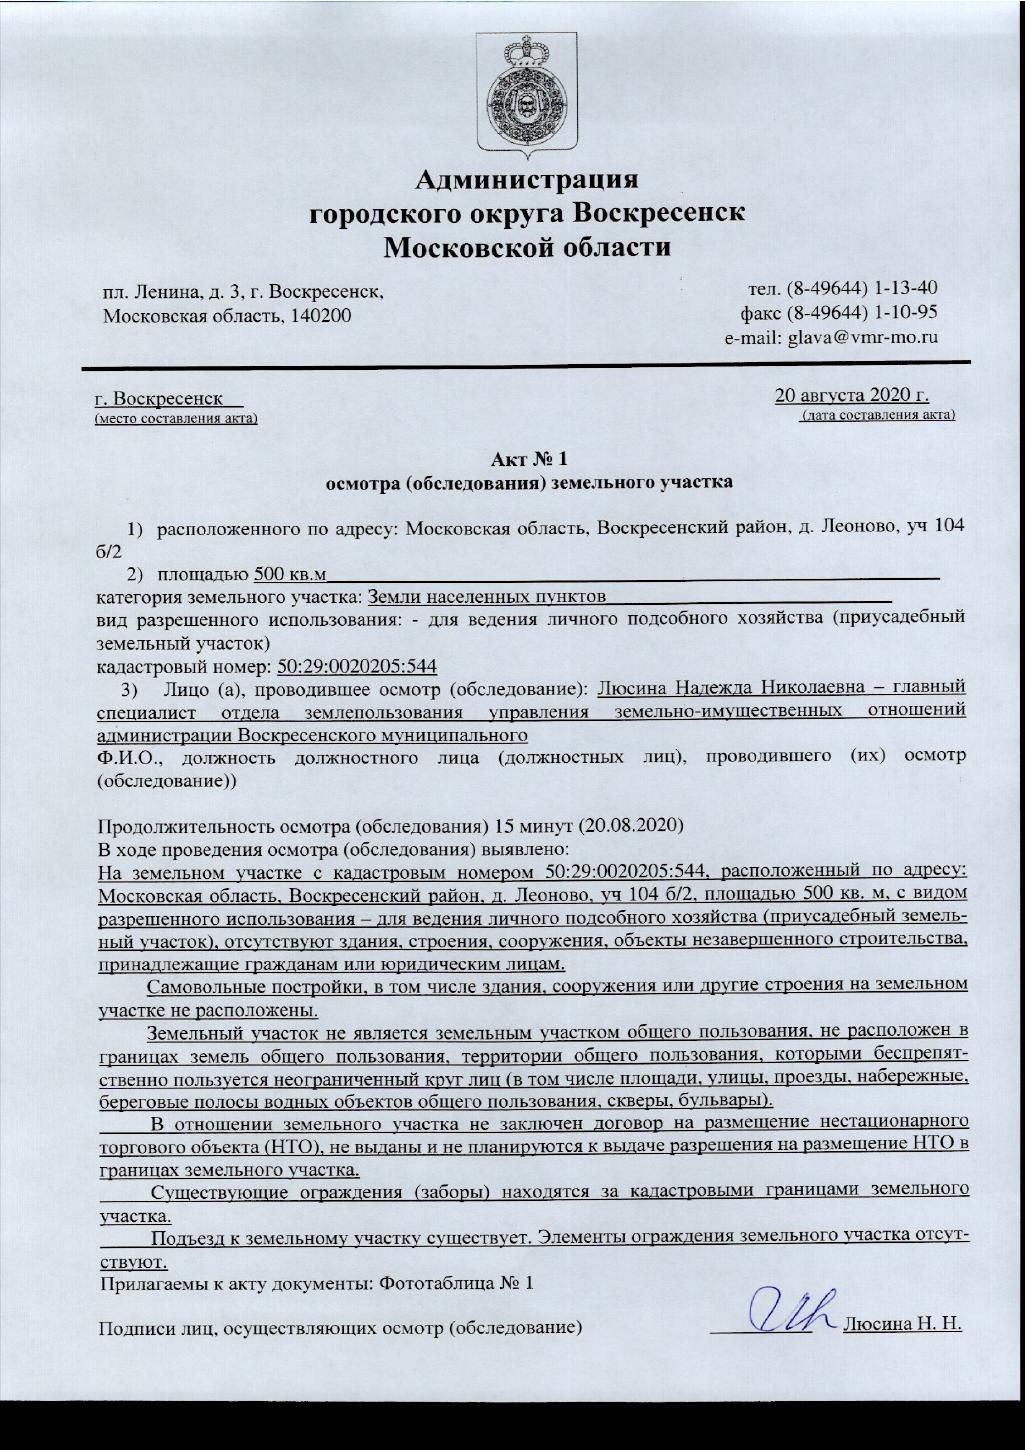 Администрация
городского округа Воскресенск
Московской области
пл. Ленина, д. 3, г. Воскресенск,
Московская область, 140200
тел. (8-49644) 1-13-40
факс (8-49644) 1-10-95
e-mail: glava@vmr-mo.ru
г. Воскресенск
(место составления акта)
20 августа 2020 г.
(дата составления акта)
Акт № 1
осмотра (обследования) земельного участка
1) расположенного по адресу: Московская область, Воскресенский район, д. Леоново, уч 104
б/2
2) площадью 500 кв.м
категория земельного участка: Земли населенных пунктов
вид разрешенного использования: - для ведения личного подсобного хозяйства (приусадебный
земельный участок)
кадастровый номер: 50:29:0020205:544
3) Лицо (а), проводившее осмотр (обследование): Люсина Надежда Николаевна – главный
специалист отдела землепользования управления земельно-имущественных отношений
администрации Воскресенского муниципального
Ф.И.О., должность должностного лица (должностных лиц), проводившего (их) осмотр
(обследование))
Продолжительность осмотра (обследования) 15 минут (20.08.2020)
В ходе проведения осмотра (обследования) выявлено:
На земельном участке с кадастровым номером 50:29:0020205:544, расположенный по адресу:
Московская область, Воскресенский район, д. Леоново, уч 104 б/2, площадью 500 кв. м, с видом
разрешенного использования – для ведения личного подсобного хозяйства (приусадебный земель-
ный участок), отсутствуют здания, строения, сооружения, объекты незавершенного строительства,
принадлежащие гражданам или юридическим лицам.
Самовольные постройки, в том числе здания, сооружения или другие строения на земельном
участке не расположены.
Земельный участок не является земельным участком общего пользования, не расположен в
границах земель общего пользования, территории общего пользования, которыми беспрепят-
ственно пользуется неограниченный круг лиц (в том числе площади, улицы, проезды, набережные,
береговые полосы водных объектов общего пользования, скверы, бульвары).
В отношении земельного участка не заключен договор на размещение нестационарного
торгового объекта (НТО), не выданы и не планируются к выдаче разрешения на размещение НТО в
границах земельного участка.
Существующие ограждения (заборы) находятся за кадастровыми границами земельного
участка.
Подъезд к земельному участку существует. Элементы ограждения земельного участка отсут-
ствуют.
Прилагаемы к акту документы: Фототаблица № 1
Подписи лиц, осуществляющих осмотр (обследование)
Люсина Н. Н.